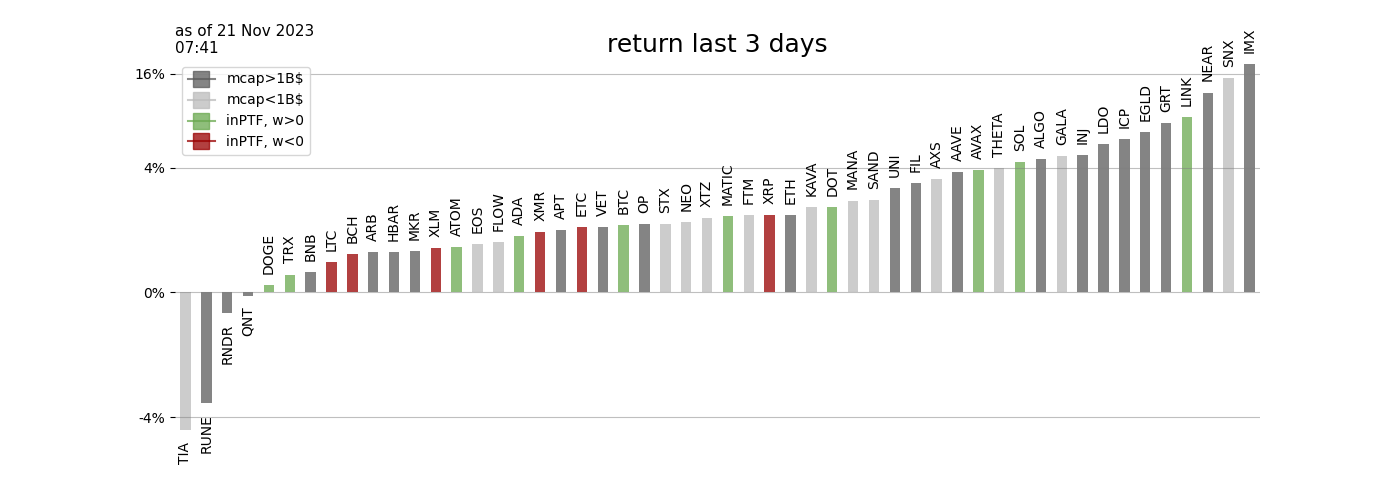 as of 21 Nov 2023
07:41
return last 3 days
mcap>1B$
mcap<1B$
inPTF, w>0
inPTF, w<0
16%
4%
0%
-4%
TIA
RUNE
RNDR
QNT
DOGE
TRX
BNB
LTC
BCH
ARB
HBAR
MKR
XLM
ATOM
EOS
FLOW
ADA
XMR
APT
ETC
VET
BTC
OP
STX
NEO
XTZ
MATIC
FTM
XRP
ETH
KAVA
DOT
MANA
SAND
UNI
FIL
AXS
AAVE
AVAX
THETA
SOL
ALGO
GALA
INJ
LDO
ICP
EGLD
GRT
LINK
NEAR
SNX
IMX